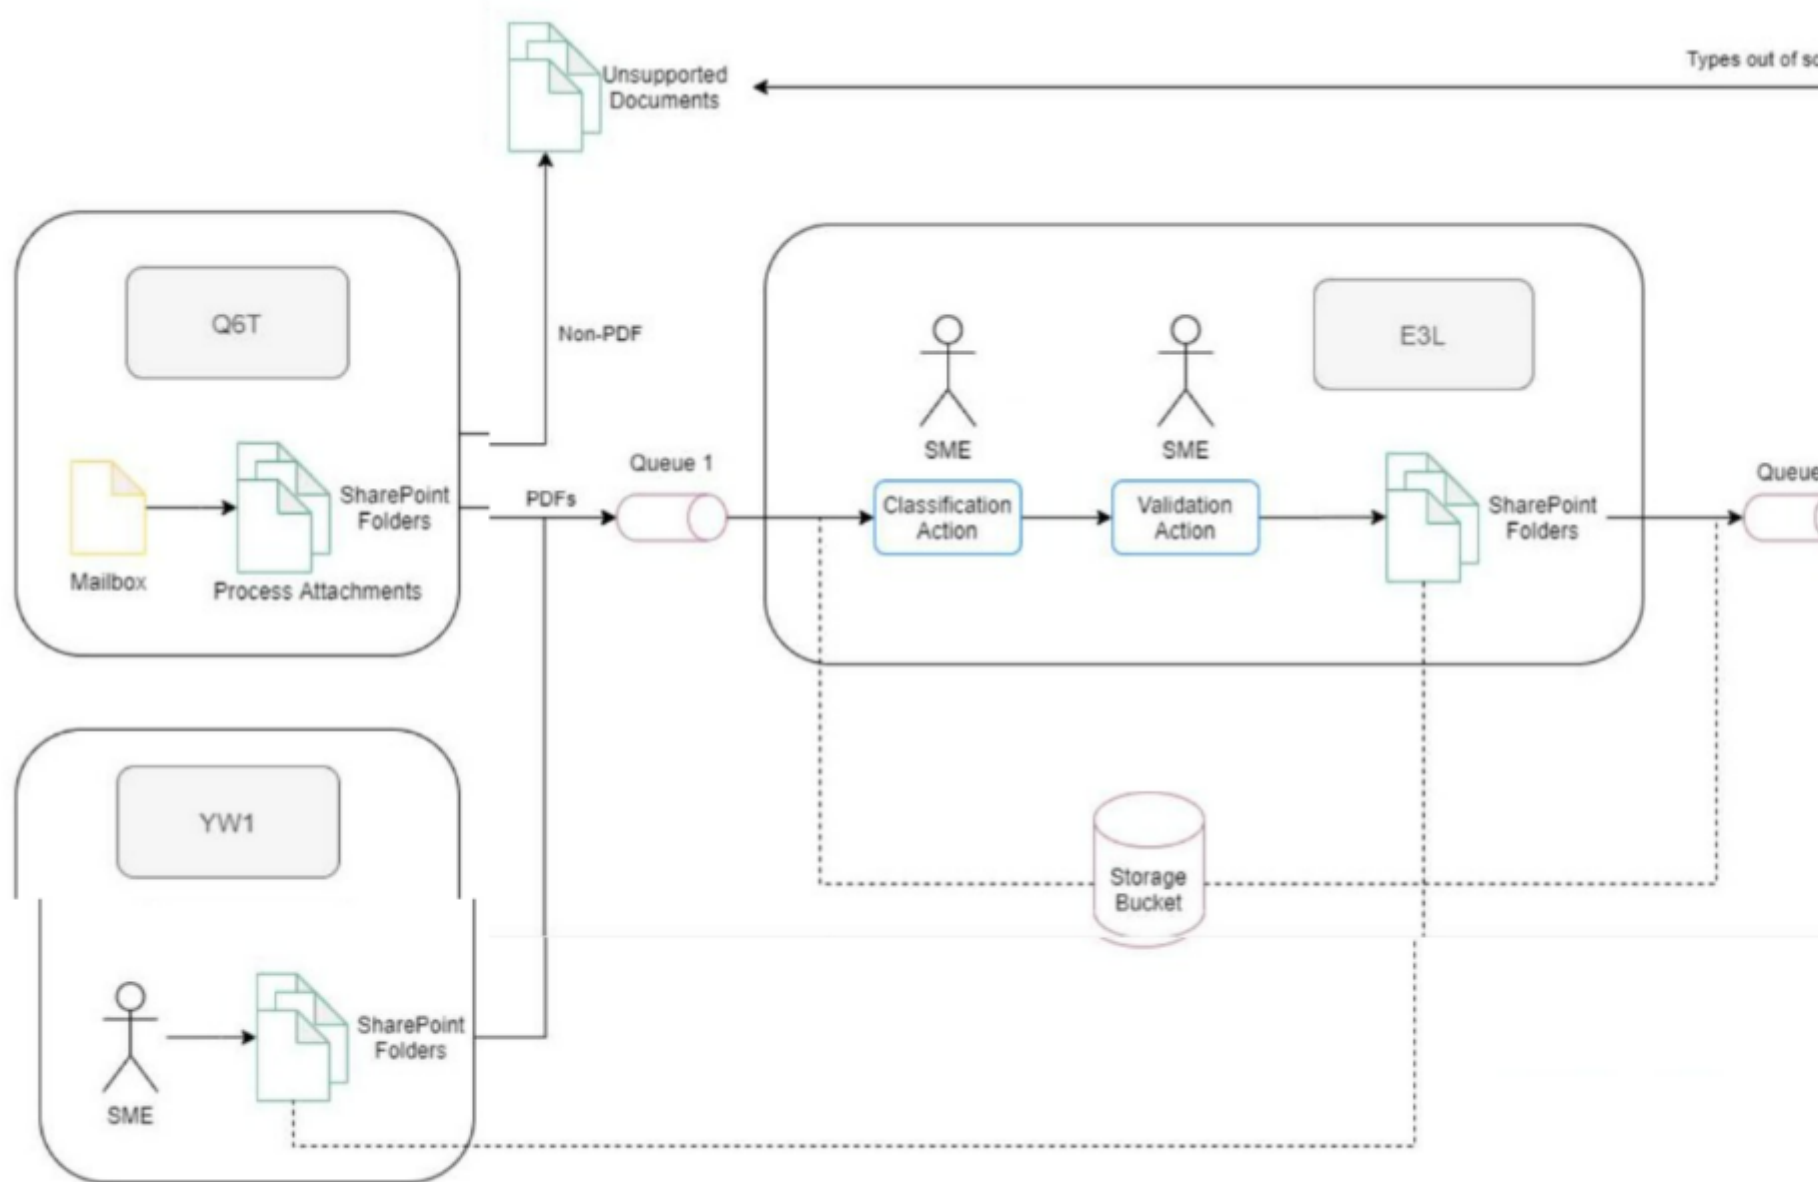 Unsupported
Documents
Types out of
Q6T
Non-PDF
E3L
SME
SME
Queue 1
Queue
PDFs
SharePoint
Folders
Classification
Action
Validation
Action
SharePoint
Folders
Mailbox
Process Attachments
YW1
Storage
Bucket
SharePoint
Folders
SME